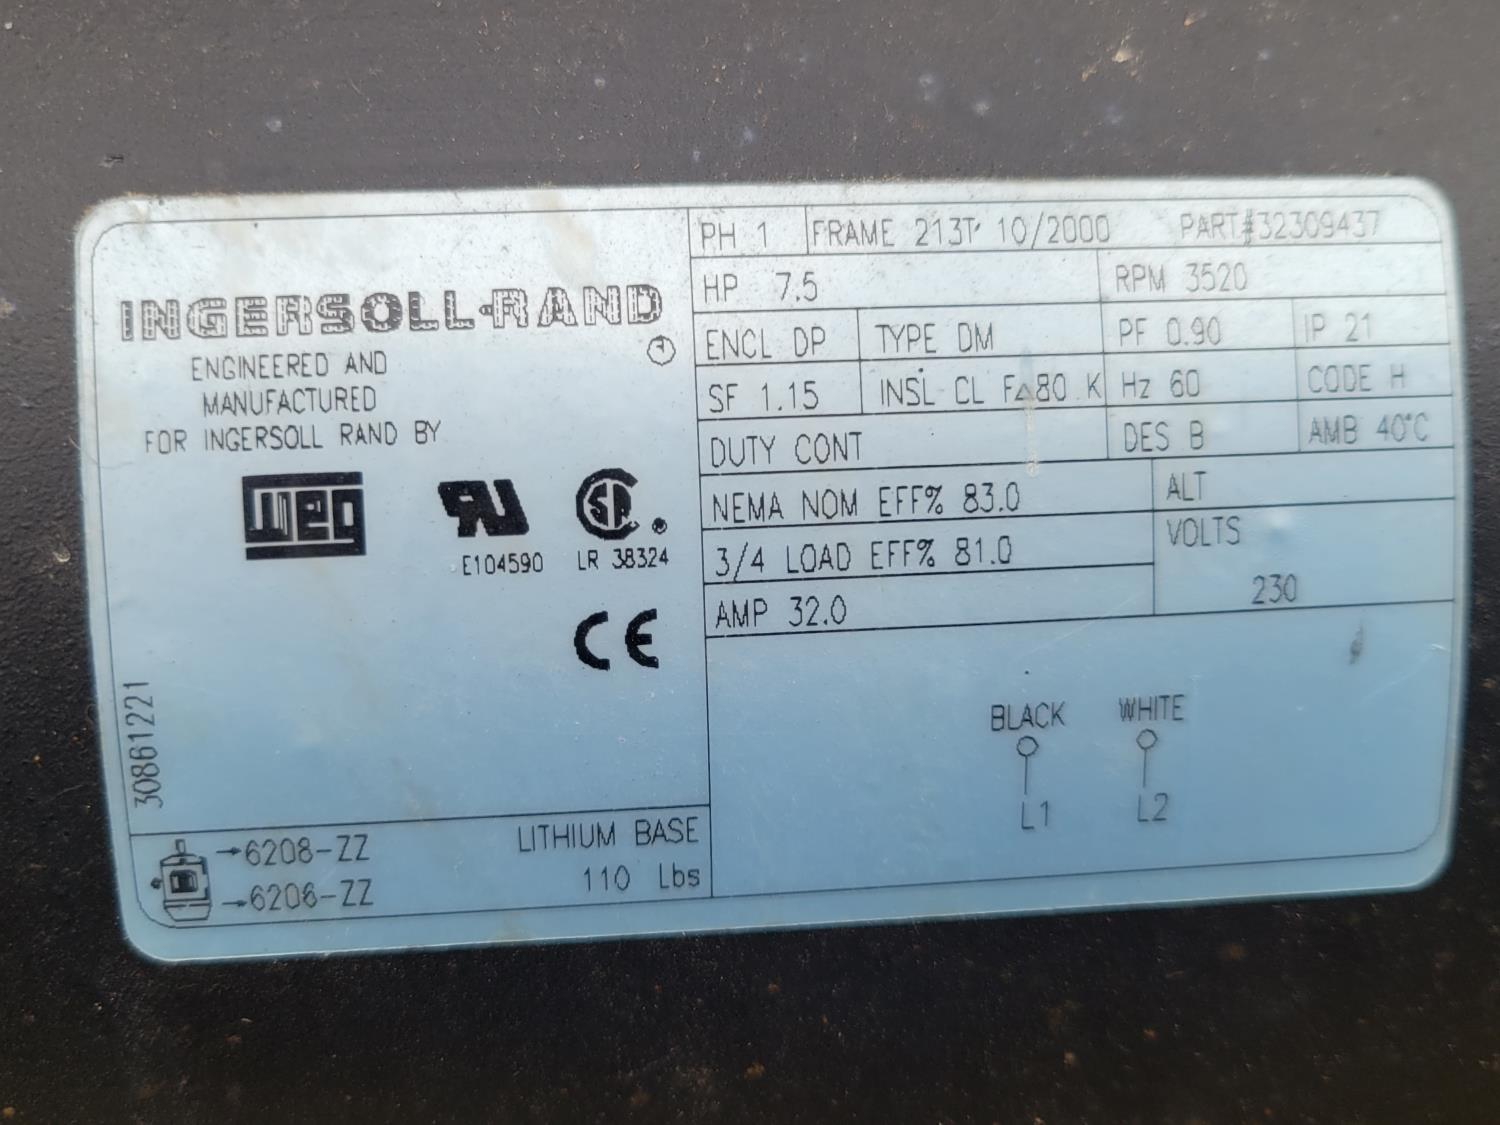 INGERSOLL-RAND
ENGINEERED AND
MANUFACTURED
FOR INGERSOLL RAND BY
WEG
E104590 LR 38324
CE
30861221
6208-ZZ
6206-ZZ
LITHIUM BASE
110 Lbs
PH 1 FRAME 213T 10/2000 PART#32309437
HP 7.5 RPM 3520
ENCL DP TYPE DM PF 0.90 IP 21
SF 1.15 INSL CL F△80 K Hz 60 CODE H
DUTY CONT DES B AMB 40°C
NEMA NOM EFF% 83.0 ALT
3/4 LOAD EFF% 81.0 VOLTS
AMP 32.0 230
BLACK WHITE
L1 L2